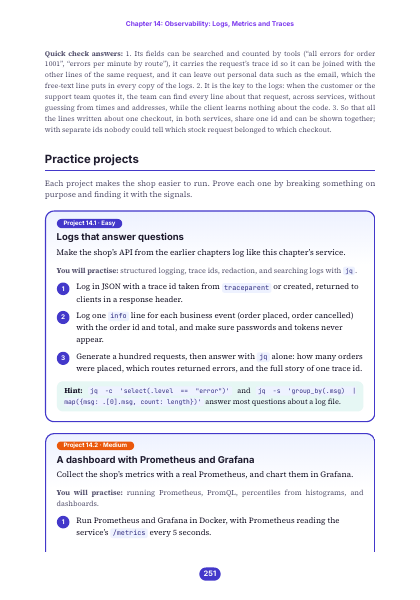 Chapter 14: Observability: Logs, Metrics and Traces
Quick check answers: 1. Its fields can be searched and counted by tools ("all errors for order
1001", "errors per minute by route"), it carries the request's trace id so it can be joined with the
other lines of the same request, and it can leave out personal data such as the email, which the
free-text line puts in every copy of the logs. 2. It is the key to the logs: when the customer or the
support team quotes it, the team can find every line about that request, across services, without
guessing from times and addresses, while the client learns nothing about the code. 3. So that all
the lines written about one checkout, in both services, share one id and can be shown together;
with separate ids nobody could tell which stock request belonged to which checkout.
Practice projects
Each project makes the shop easier to run. Prove each one by breaking something on
purpose and finding it with the signals.
Project 14.1 · Easy
Logs that answer questions
Make the shop's API from the earlier chapters log like this chapter's service.
You will practise: structured logging, trace ids, redaction, and searching logs with jq.
1 Log in JSON with a trace id taken from traceparent or created, returned to
clients in a response header.
2 Log one info line for each business event (order placed, order cancelled)
with the order id and total, and make sure passwords and tokens never
appear.
3 Generate a hundred requests, then answer with jq alone: how many orders
were placed, which routes returned errors, and the full story of one trace id.
Hint: jq -c 'select(.level == "error")' and jq -s 'group_by(.msg) |
map({msg: .[0].msg, count: length})' answer most questions about a log file.
Project 14.2 · Medium
A dashboard with Prometheus and Grafana
Collect the shop's metrics with a real Prometheus, and chart them in Grafana.
You will practise: running Prometheus, PromQL, percentiles from histograms, and
dashboards.
1 Run Prometheus and Grafana in Docker, with Prometheus reading the
service's /metrics every 5 seconds.
251